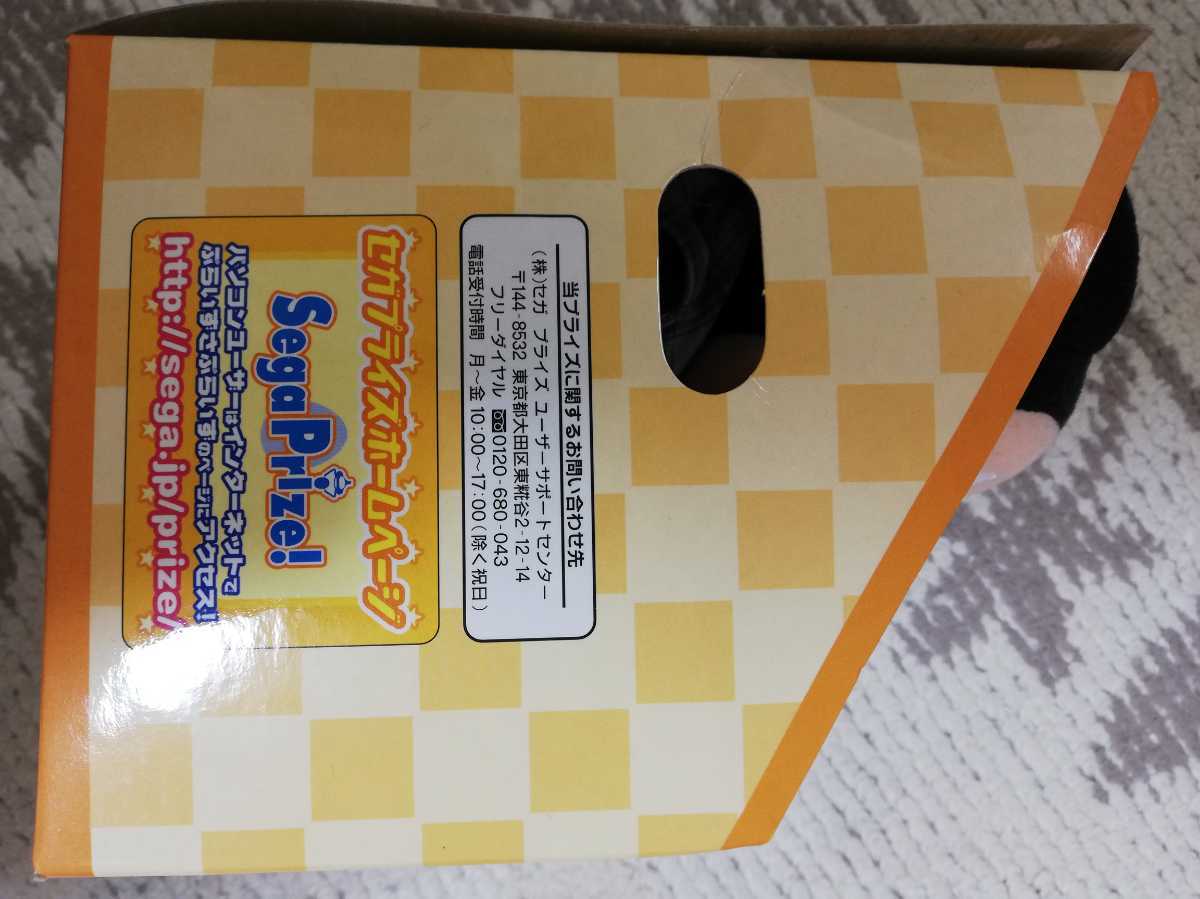 当プライズに関するお問い合わせ先
(株)セガ プライズ ユーザーサポートセンター
〒144-8532 東京都大田区東糀谷2-12-14
フリーダイヤル 0120-680-043
電話受付時間 月～金 10:00～17:00(除く祝日)
セガプライズホームページ
Sega Prize!
パソコンユーザーはインターネットで
ぷらいずさぷらいずのページにアクセス!
http://sega.jp/prize/